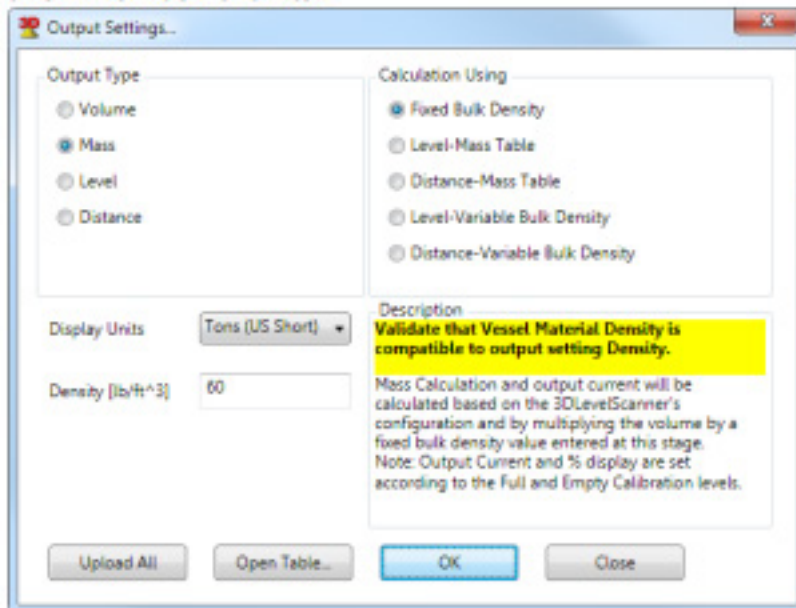 Output Settings...
Output Type
Volume
Mass
Level
Distance
Calculation Using
Fixed Bulk Density
Level-Mass Table
Distance-Mass Table
Level-Variable Bulk Density
Distance-Variable Bulk Density
Display Units
Tons (US Short)
Density [lb/ft^3]
60
Description
Validate that Vessel Material Density is
compatible to output setting Density.
Mass Calculation and output current will be
calculated based on the 3DLevelScanner's
configuration and by multiplying the volume by a
fixed bulk density value entered at this stage.
Note: Output Current and % display are set
according to the Full and Empty Calibration levels.
Upload All
Open Table...
OK
Close